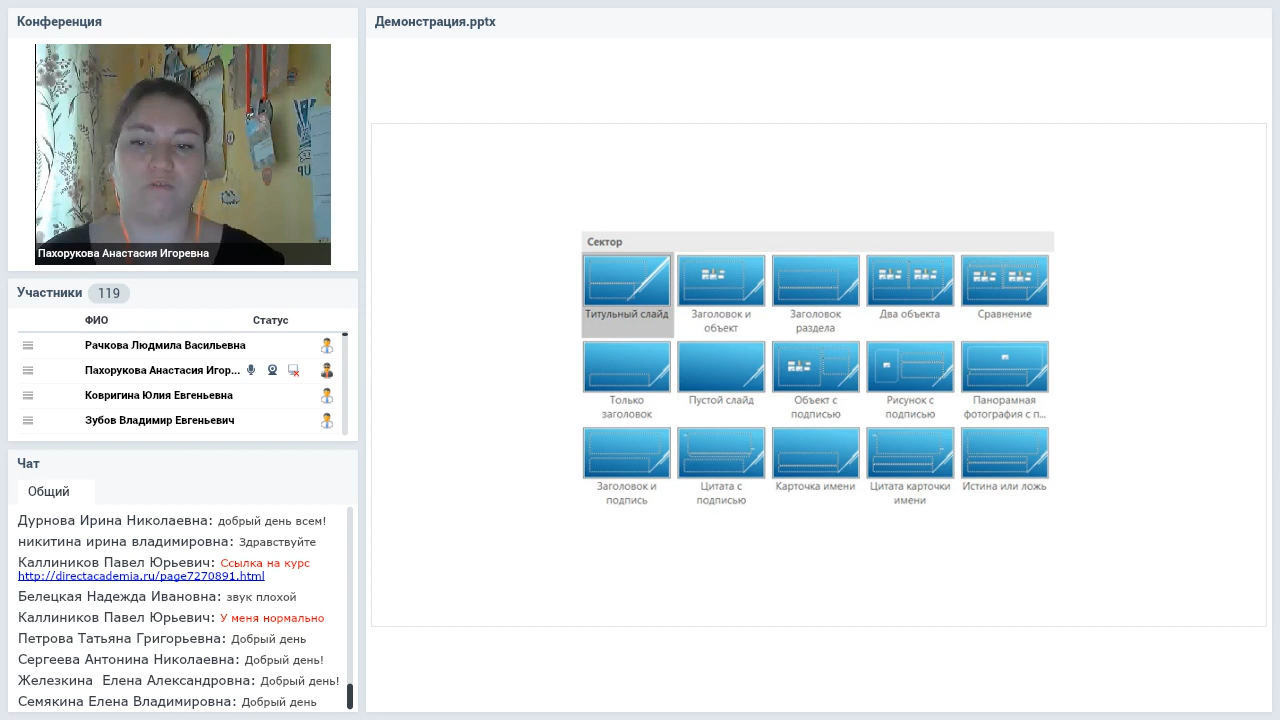 Конференция
Пахорукова Анастасия Игоревна
Участники 119
ФИО Статус
Рачкова Людмила Васильевна
Пахорукова Анастасия Игор...
Ковригина Юлия Евгеньевна
Зубов Владимир Евгеньевич
Чат
Общий
Дурнова Ирина Николаевна: добрый день всем!
никитина ирина владимировна: Здравствуйте
Каллиников Павел Юрьевич: Ссылка на курс
http://directacademia.ru/page7270891.html
Белецкая Надежда Ивановна: звук плохой
Каллиников Павел Юрьевич: У меня нормально
Петрова Татьяна Григорьевна: Добрый день
Сергеева Антонина Николаевна: Добрый день!
Железкина Елена Александровна: Добрый день!
Семякина Елена Владимировна: Добрый день
Демонстрация.pptx
Сектор
Титульный слайд
Заголовок и
объект
Заголовок
раздела
Два объекта
Сравнение
Только
заголовок
Пустой слайд
Объект с
подписью
Рисунок с
подписью
Панорамная
фотография с п...
Заголовок и
подпись
Цитата с
подписью
Карточка имени
Цитата карточки
имени
Истина или ложь